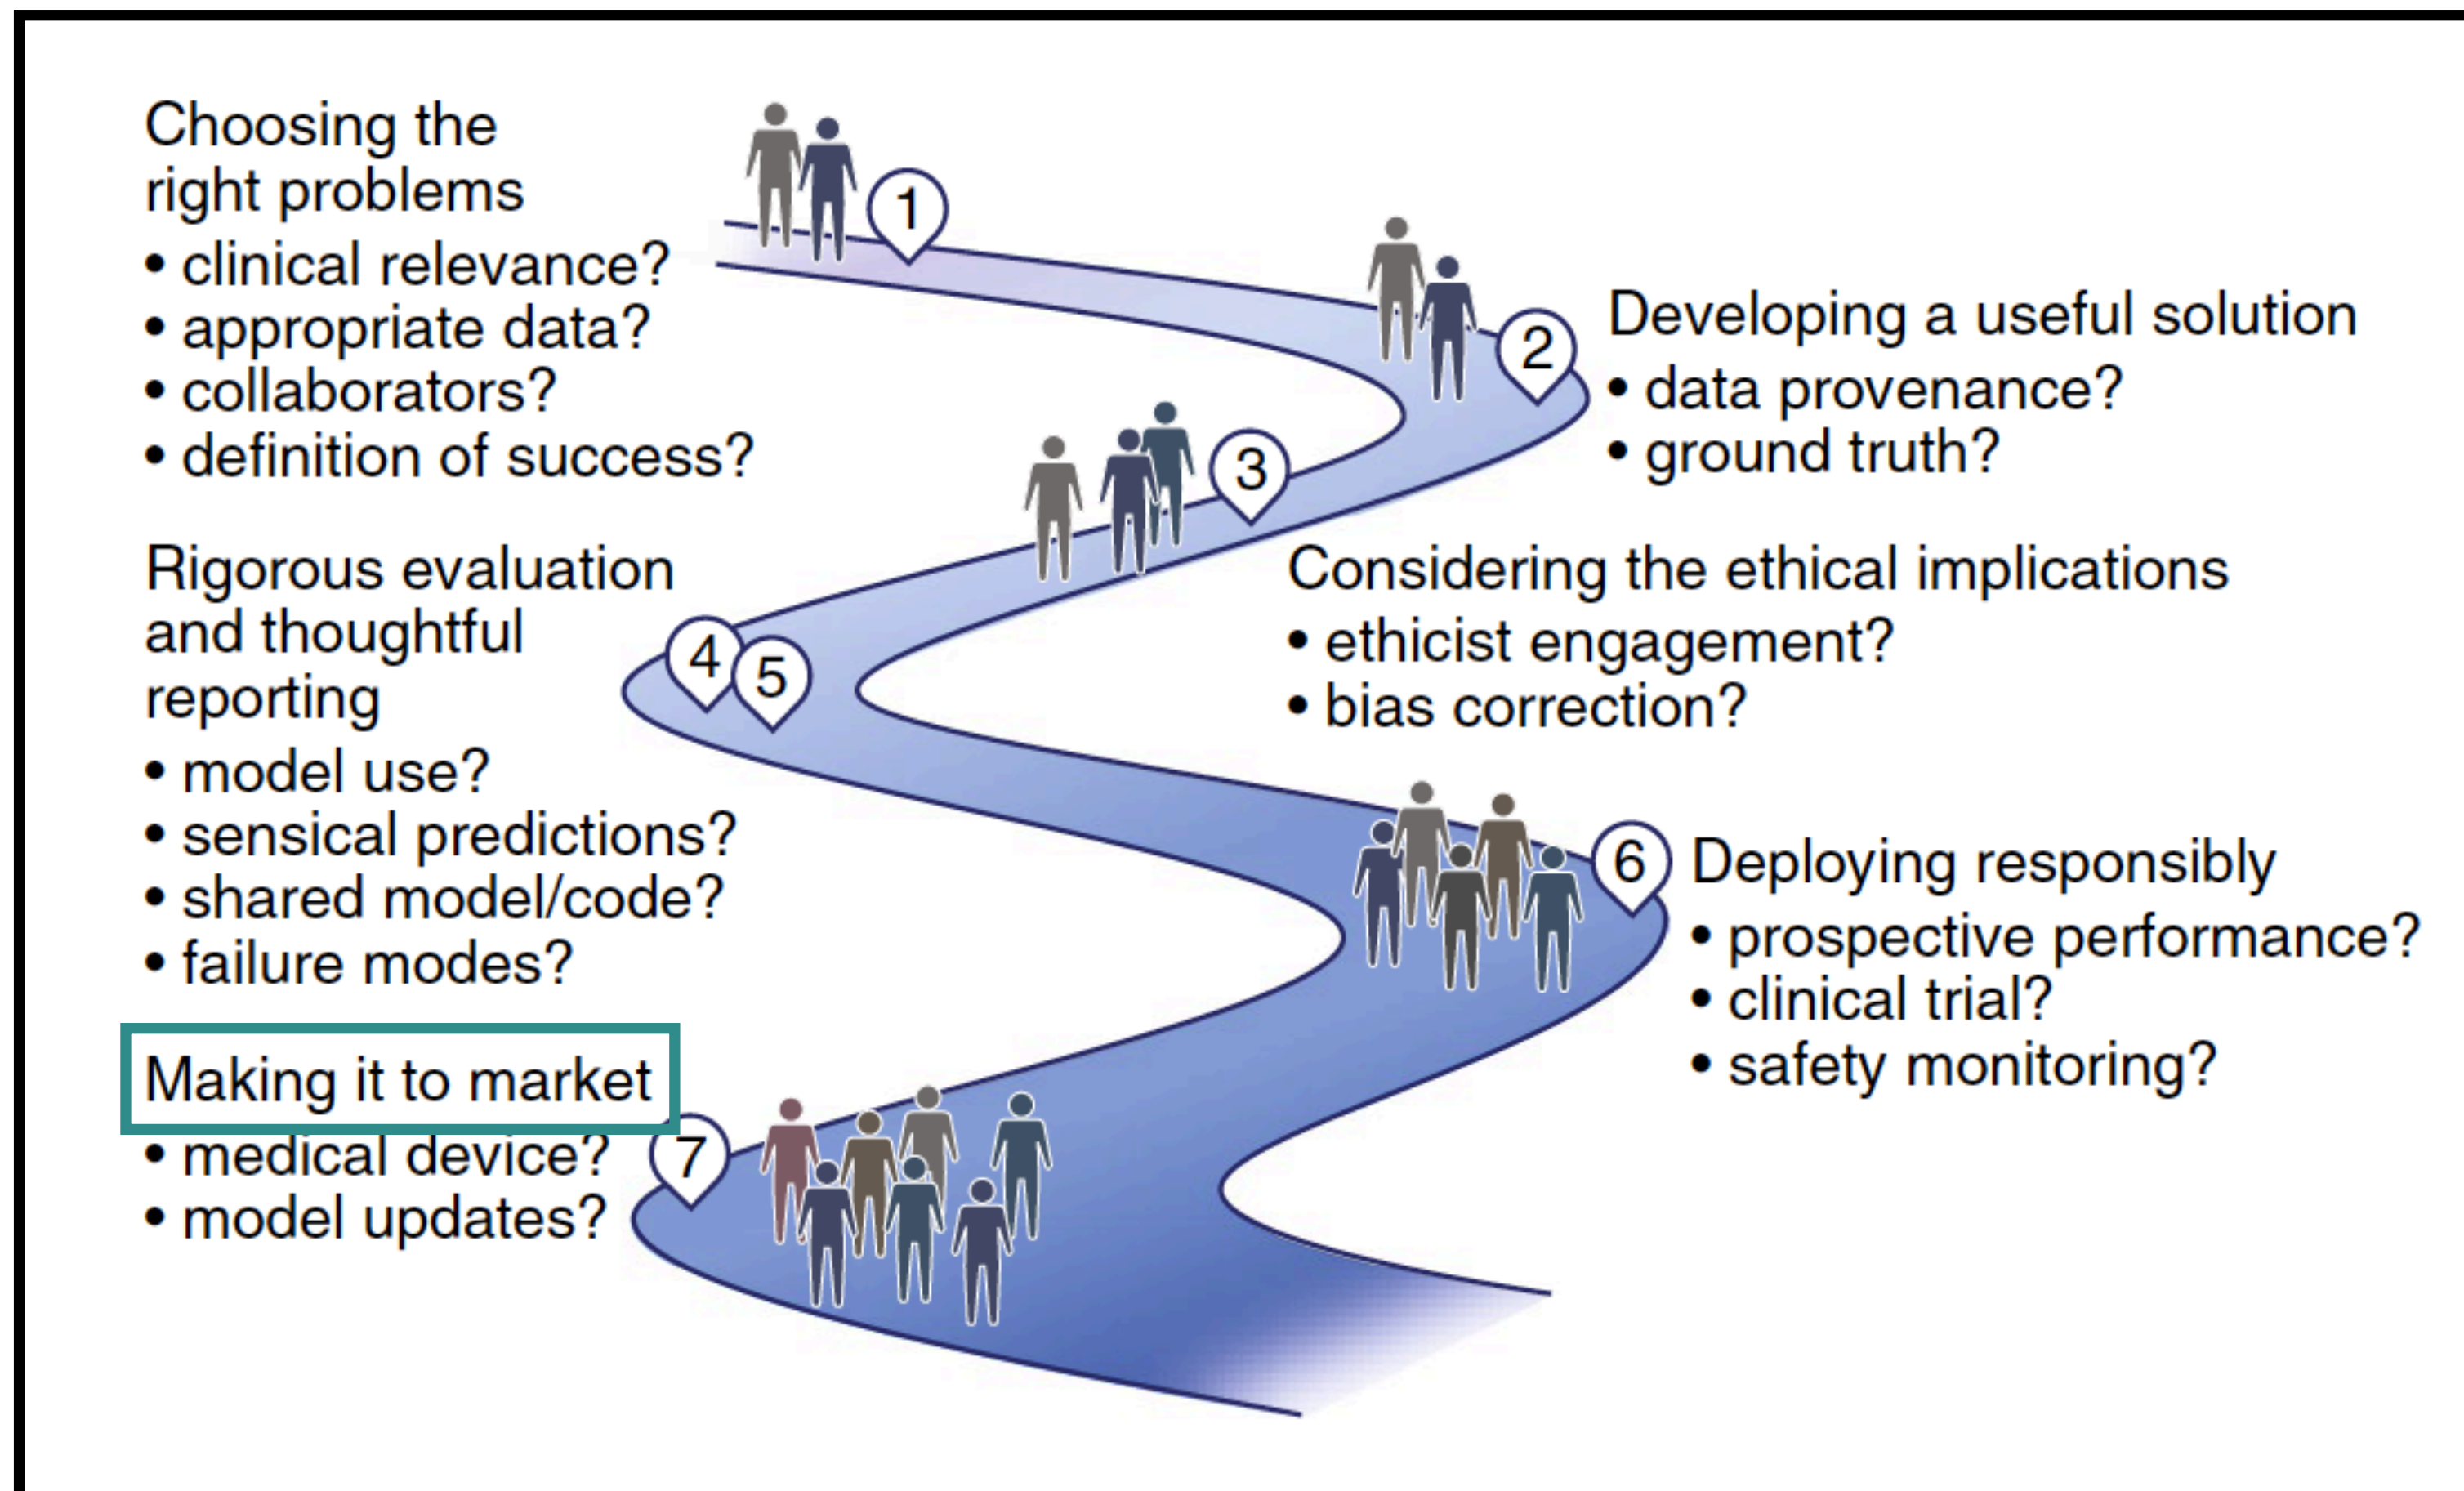 Choosing the
right problems
• clinical relevance?
• appropriate data?
• collaborators?
• definition of success?
1
2
Developing a useful solution
• data provenance?
• ground truth?
3
Considering the ethical implications
• ethicist engagement?
• bias correction?
Rigorous evaluation
and thoughtful
reporting
• model use?
• sensical predictions?
• shared model/code?
• failure modes?
4
5
6
Deploying responsibly
• prospective performance?
• clinical trial?
• safety monitoring?
Making it to market
• medical device?
• model updates?
7